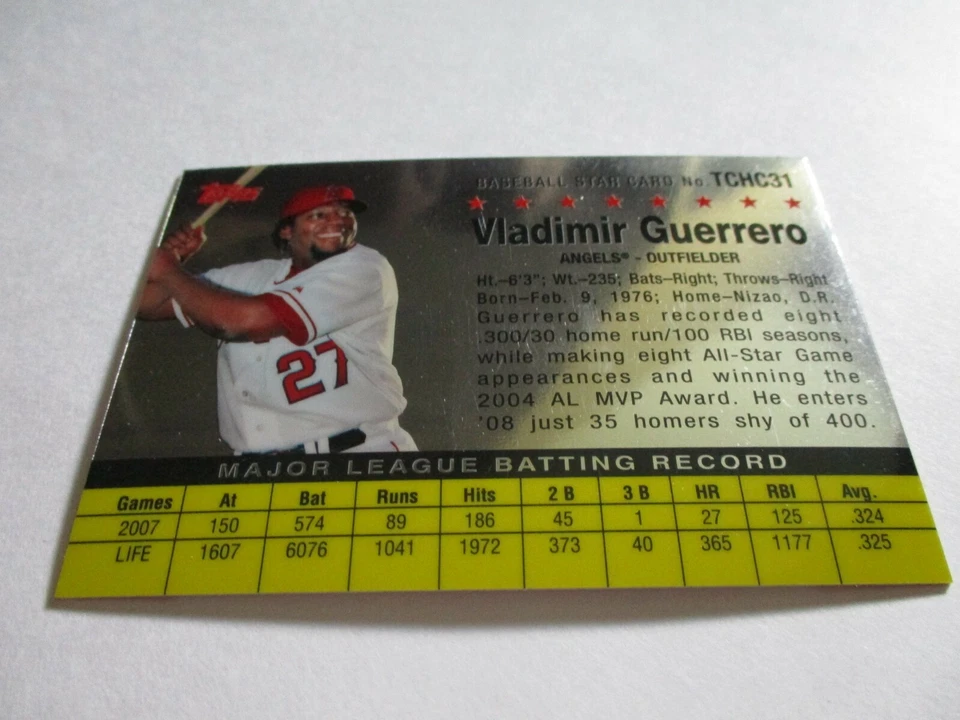 Topps
BASEBALL STAR CARD No. TCHC31
Vladimir Guerrero
ANGELS® - OUTFIELDER
Ht.–6'3"; Wt.–235; Bats–Right; Throws–Right
Born–Feb. 9, 1976; Home–Nizao, D.R.
Guerrero has recorded eight
.300/30 home run/100 RBI seasons,
while making eight All-Star Game
appearances and winning the
2004 AL MVP Award. He enters
'08 just 35 homers shy of 400.
27
MAJOR LEAGUE BATTING RECORD
Games At Bat Runs Hits 2 B 3 B HR RBI Avg.
2007 150 574 89 186 45 1 27 125 .324
LIFE 1607 6076 1041 1972 373 40 365 1177 .325